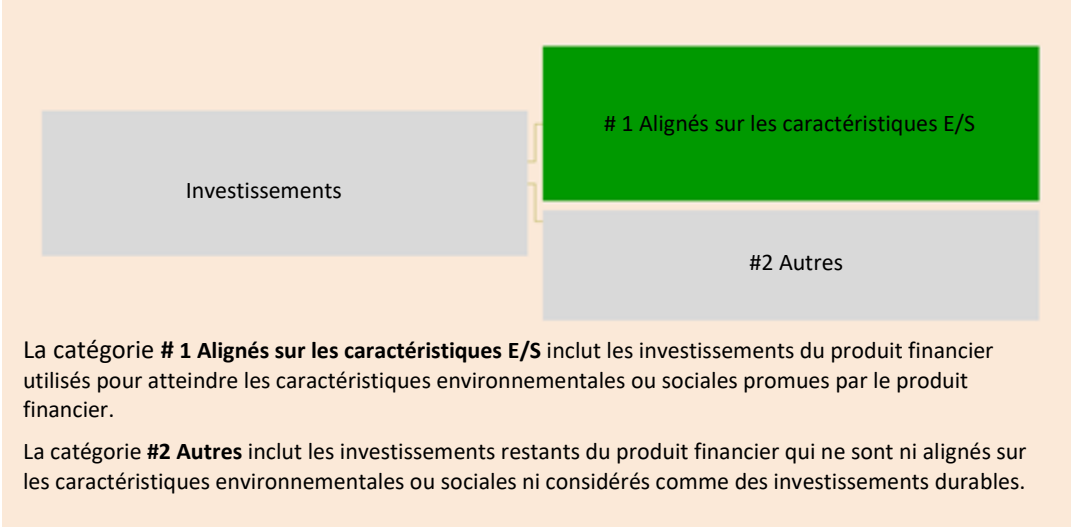 # 1 Alignés sur les caractéristiques E/S
Investissements
#2 Autres
La catégorie # 1 Alignés sur les caractéristiques E/S inclut les investissements du produit financier
utilisés pour atteindre les caractéristiques environnementales ou sociales promues par le produit
financier.
La catégorie #2 Autres inclut les investissements restants du produit financier qui ne sont ni alignés sur
les caractéristiques environnementales ou sociales ni considérés comme des investissements durables.